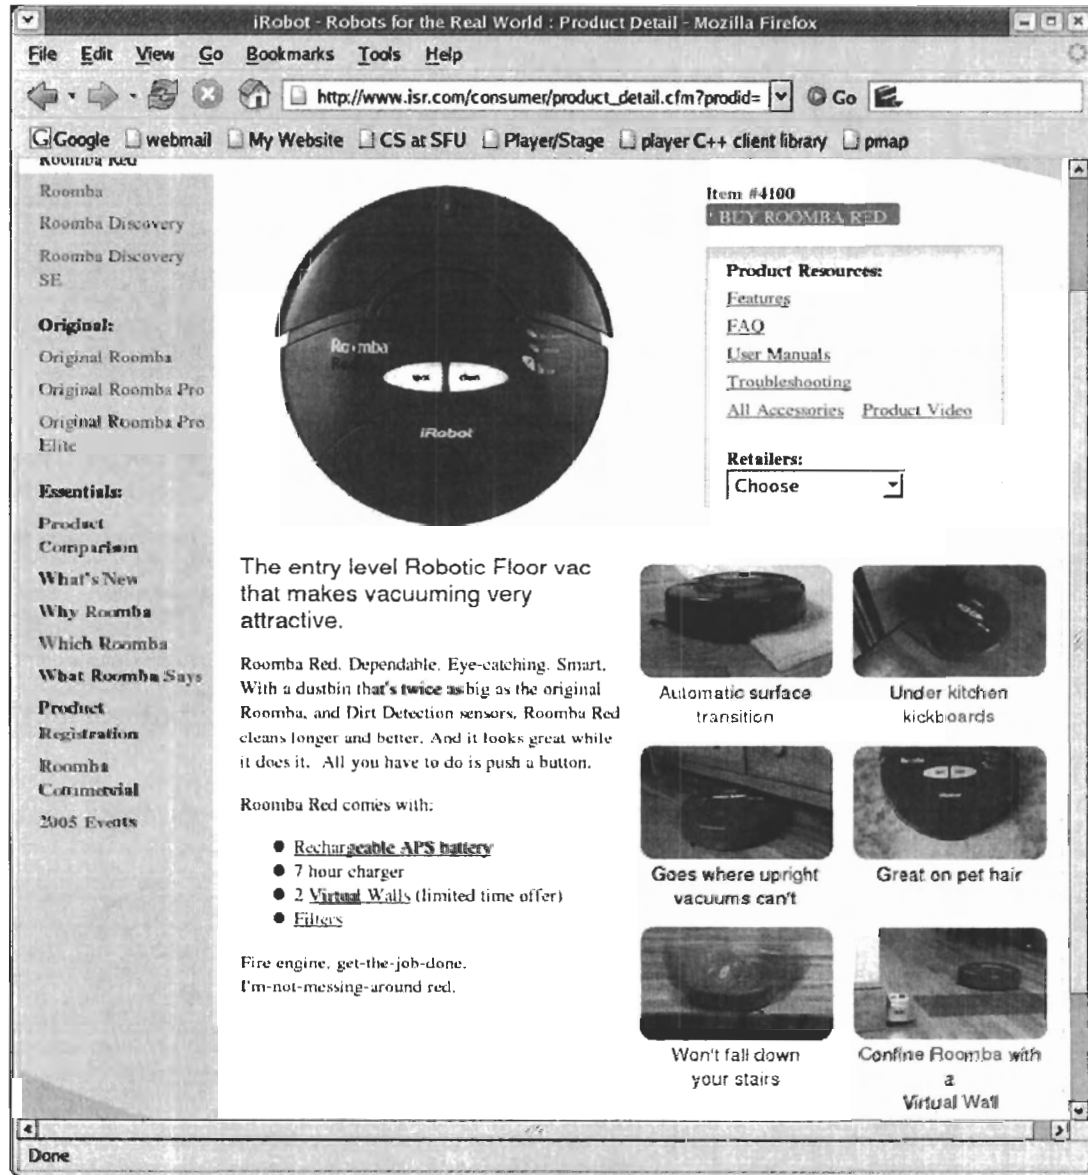 iRobot - Robots for the Real World : Product Detail - Mozilla Firefox
File Edit View Go Bookmarks Tools Help
http://www.isr.com/consumer/product_detail.cfm?prodid= Go
Google webmail My Website CS at SFU Player/Stage player C++ client library pmap
Roomba Red
Roomba
Roomba Discovery
Roomba Discovery
SE
Original:
Original Roomba
Original Roomba Pro
Original Roomba Pro
Elite
Essentials:
Product
Comparison
What's New
Why Roomba
Which Roomba
What Roomba Says
Product
Registration
Roomba
Commercial
2005 Events
Roomba
clean
iRobot
Item #4100
BUY ROOMBA RED
Product Resources:
Features
FAQ
User Manuals
Troubleshooting
All Accessories Product Video
Retailers:
Choose
The entry level Robotic Floor vac
that makes vacuuming very
attractive.
Roomba Red. Dependable. Eye-catching. Smart.
With a dustbin that's twice as big as the original
Roomba, and Dirt Detection sensors, Roomba Red
cleans longer and better. And it looks great while
it does it. All you have to do is push a button.
Roomba Red comes with:
Rechargeable APS battery
7 hour charger
2 Virtual Walls (limited time offer)
Filters
Fire engine, get-the-job-done,
I'm-not-messing-around red.
Automatic surface
transition
Under kitchen
kickboards
Goes where upright
vacuums can't
Great on pet hair
Won't fall down
your stairs
Confine Roomba with
a
Virtual Wall
Done